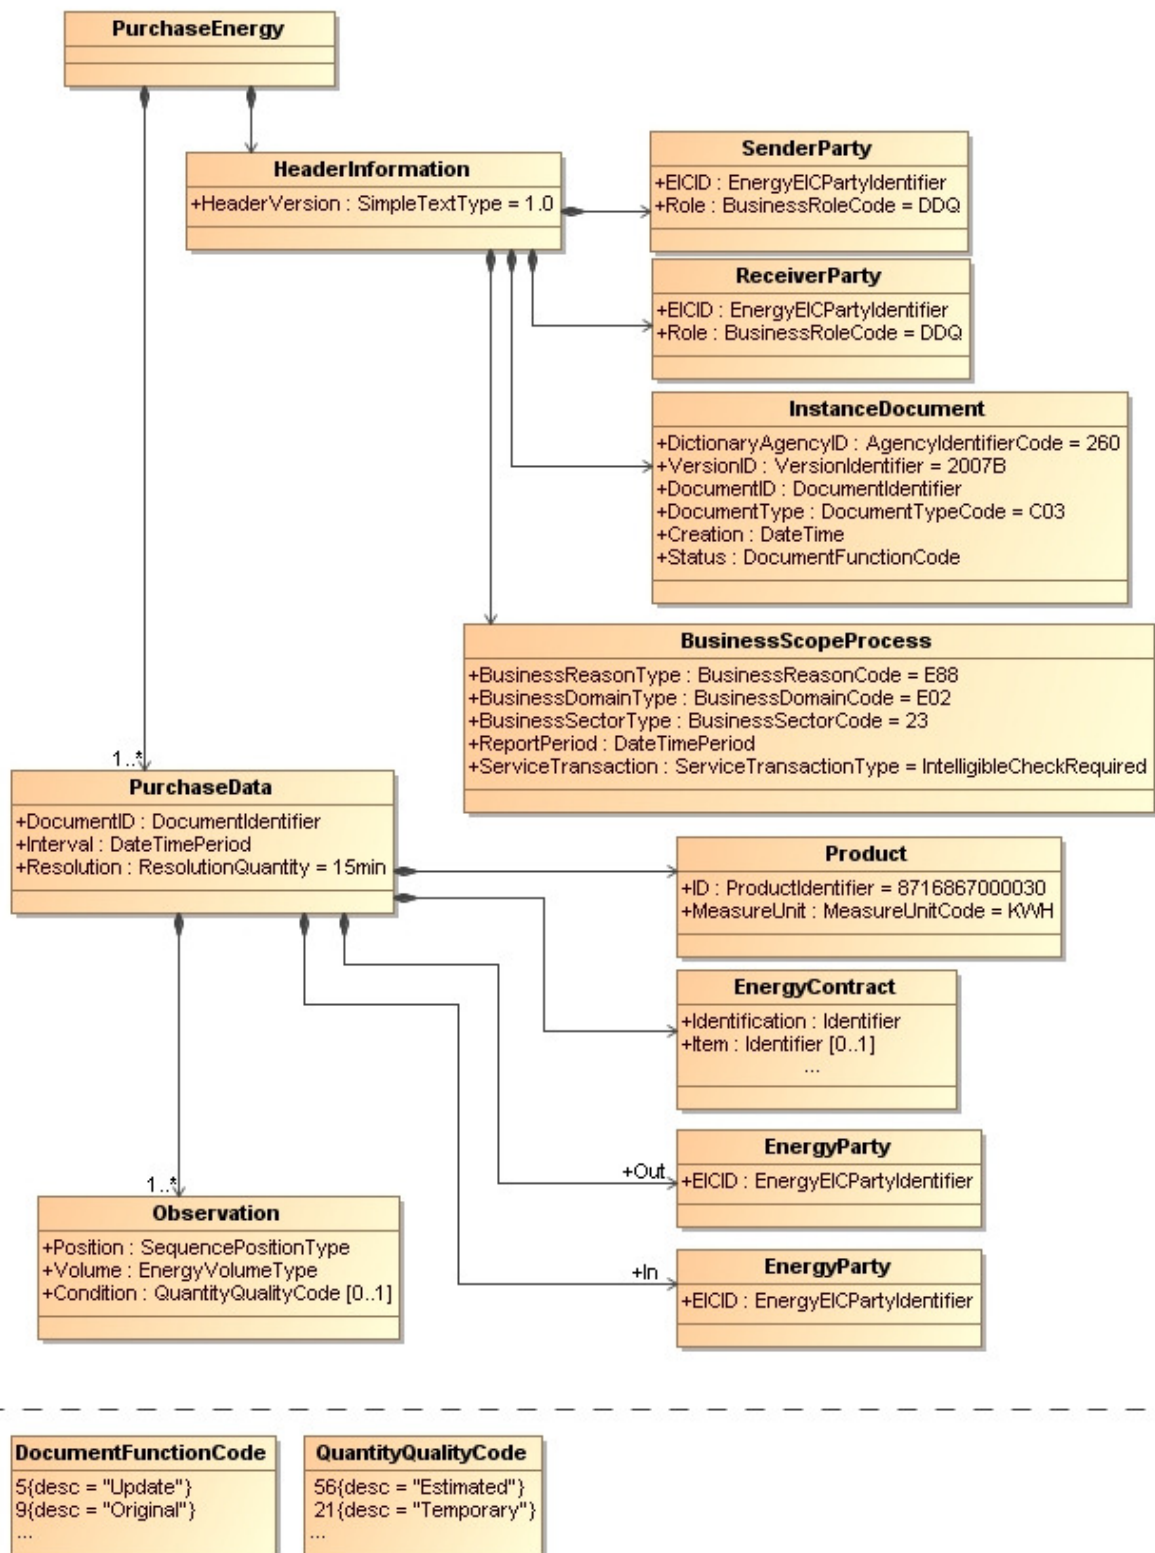 PurchaseEnergy
HeaderInformation
+HeaderVersion : SimpleTextType = 1.0
SenderParty
+EICID : EnergyEICPartyIdentifier
+Role : BusinessRoleCode = DDQ
ReceiverParty
+EICID : EnergyEICPartyIdentifier
+Role : BusinessRoleCode = DDQ
InstanceDocument
+DictionaryAgencyID : AgencyIdentifierCode = 260
+VersionID : VersionIdentifier = 2007B
+DocumentID : DocumentIdentifier
+DocumentType : DocumentTypeCode = C03
+Creation : DateTime
+Status : DocumentFunctionCode
BusinessScopeProcess
+BusinessReasonType : BusinessReasonCode = E88
+BusinessDomainType : BusinessDomainCode = E02
+BusinessSectorType : BusinessSectorCode = 23
+ReportPeriod : DateTimePeriod
+ServiceTransaction : ServiceTransactionType = IntelligibleCheckRequired
1..*
PurchaseData
+DocumentID : DocumentIdentifier
+Interval : DateTimePeriod
+Resolution : ResolutionQuantity = 15min
Product
+ID : ProductIdentifier = 8716867000030
+MeasureUnit : MeasureUnitCode = KWH
EnergyContract
+Identification : Identifier
+Item : Identifier [0..1]
...
+Out
EnergyParty
+EICID : EnergyEICPartyIdentifier
1..*
Observation
+Position : SequencePositionType
+Volume : EnergyVolumeType
+Condition : QuantityQualityCode [0..1]
+In
EnergyParty
+EICID : EnergyEICPartyIdentifier
DocumentFunctionCode
5{desc = "Update"}
9{desc = "Original"}
...
QuantityQualityCode
56{desc = "Estimated"}
21{desc = "Temporary"}
...